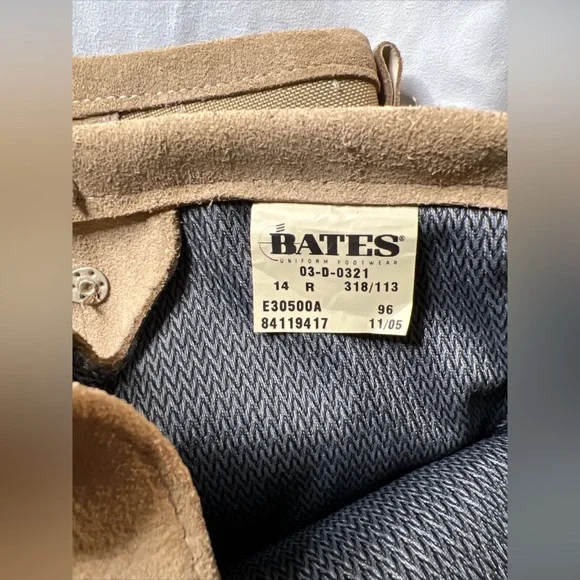 BATES®
UNIFORM FOOTWEAR
03-D-0321
14 R 318/113
E30500A 96
84119417 11/05